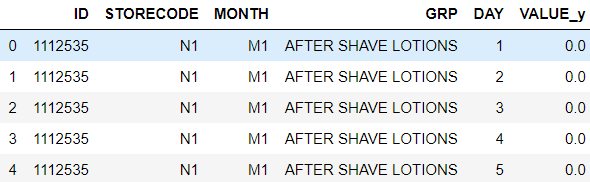 ID STORECODE MONTH GRP DAY VALUE_y
0 1112535 N1 M1 AFTER SHAVE LOTIONS 1 0.0
1 1112535 N1 M1 AFTER SHAVE LOTIONS 2 0.0
2 1112535 N1 M1 AFTER SHAVE LOTIONS 3 0.0
3 1112535 N1 M1 AFTER SHAVE LOTIONS 4 0.0
4 1112535 N1 M1 AFTER SHAVE LOTIONS 5 0.0